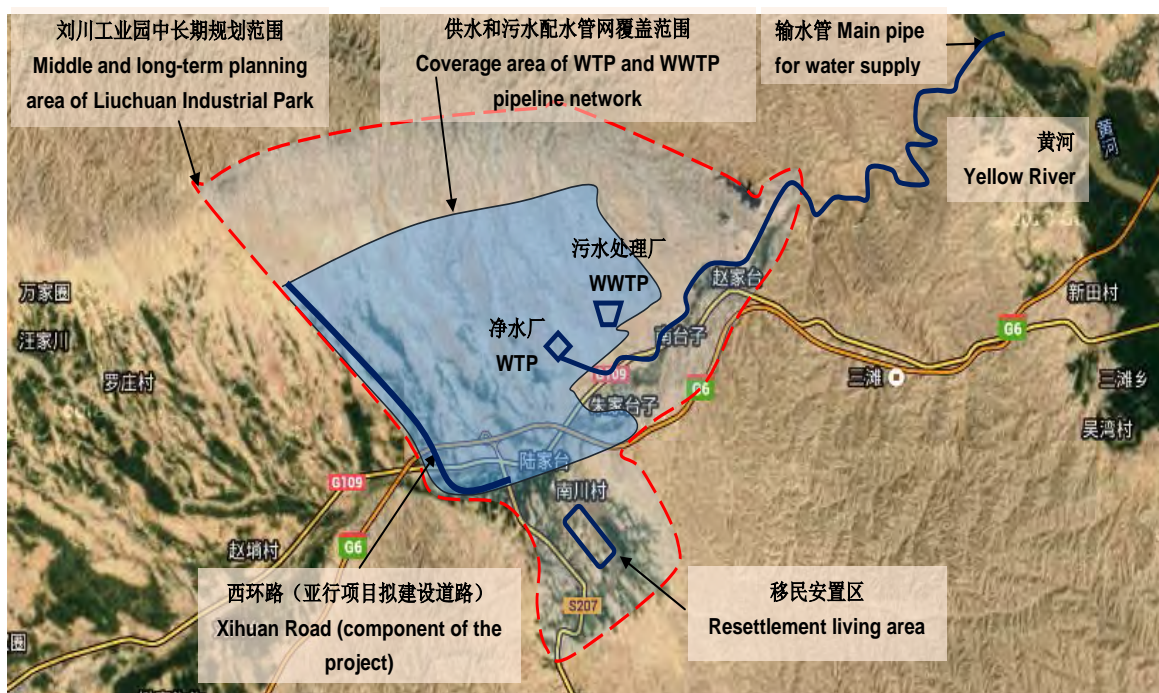 刘川工业园中长期规划范围
Middle and long-term planning
area of Liuchuan Industrial Park
供水和污水配水管网覆盖范围
Coverage area of WTP and WWTP
pipeline network
输水管 Main pipe
for water supply
黄河
Yellow River
黄河
污水处理厂
WWTP
净水厂
WTP
赵家台
南台子
G109
朱家台子
G6
新田村
G6
三滩
三滩乡
吴湾村
万家圈
汪家川
罗庄村
陆家台
南川村
G109
G6
赵塬村
S207
西环路（亚行项目拟建设道路）
Xihuan Road (component of the
project)
移民安置区
Resettlement living area